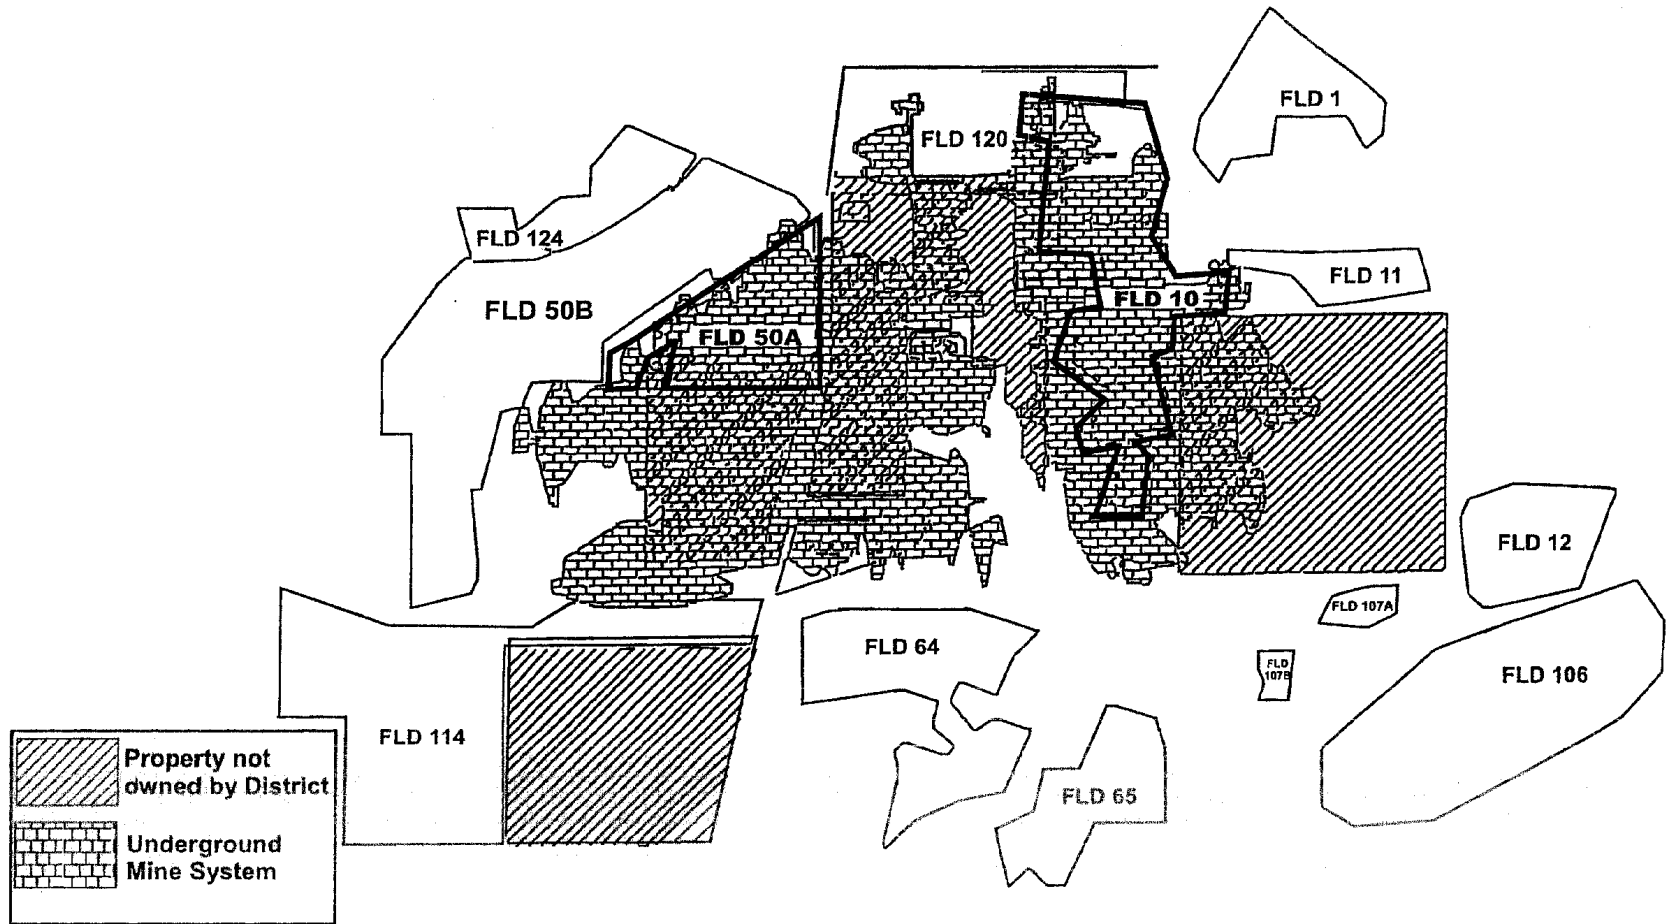 FLD 1
FLD 120
FLD 124
FLD 11
FLD 10
FLD 50B
FLD 50A
FLD 12
FLD 107A
FLD 64
FLD
107B
FLD 106
FLD 114
FLD 65
Property not
owned by District
Underground
Mine System